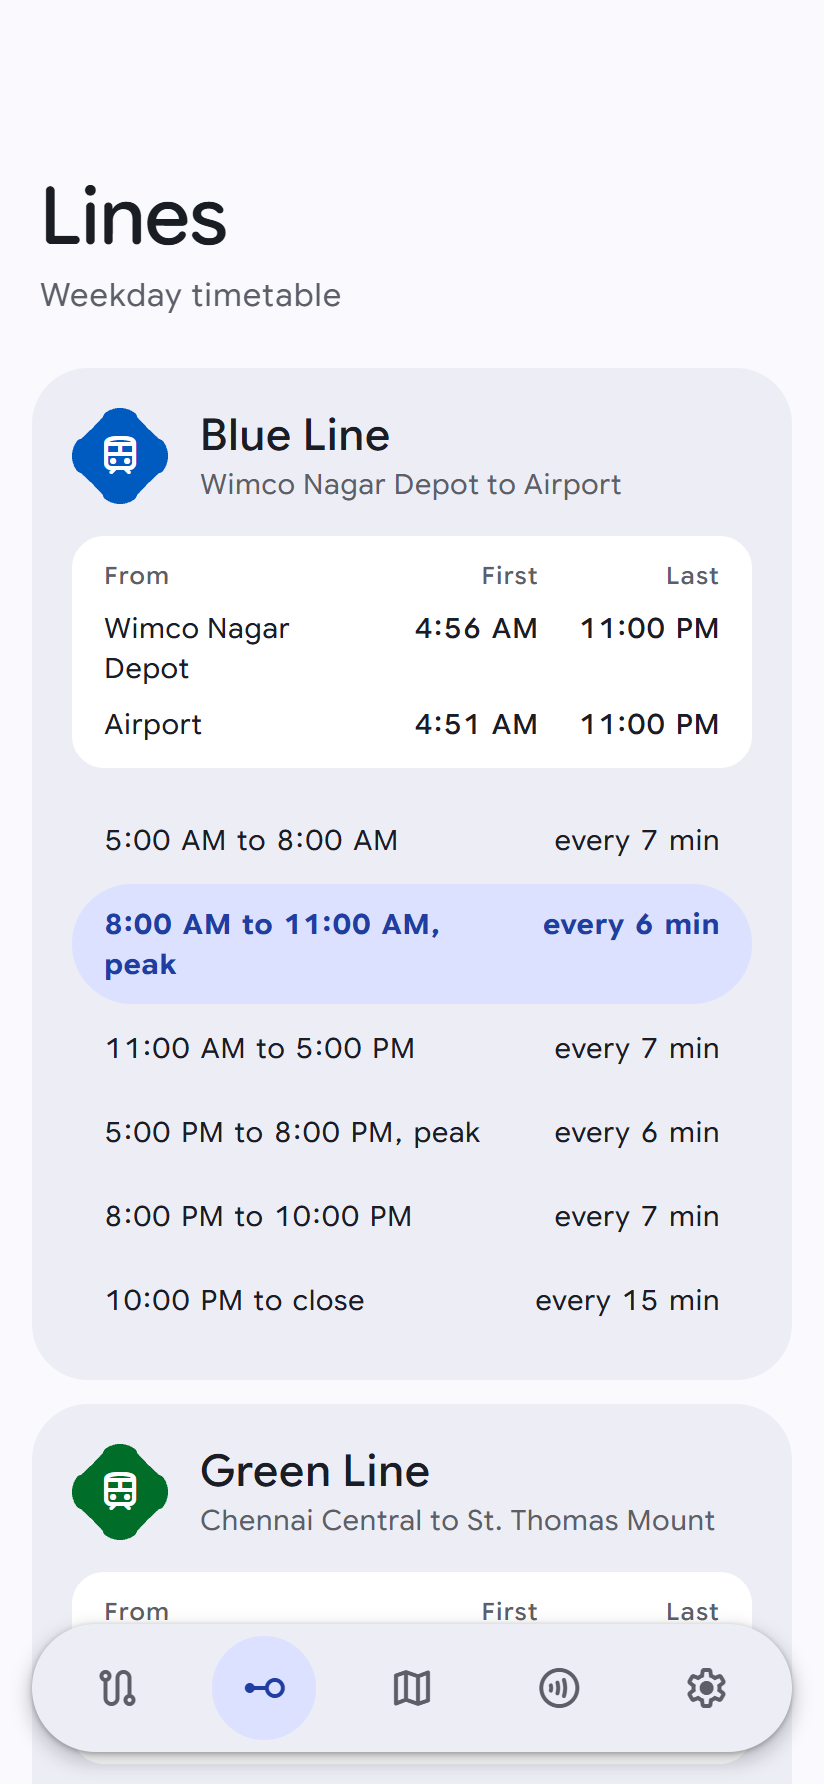 Lines
Weekday timetable
Blue Line
Wimco Nagar Depot to Airport
From First Last
Wimco Nagar 4:56 AM 11:00 PM
Depot
Airport 4:51 AM 11:00 PM
5:00 AM to 8:00 AM every 7 min
8:00 AM to 11:00 AM, every 6 min
peak
11:00 AM to 5:00 PM every 7 min
5:00 PM to 8:00 PM, peak every 6 min
8:00 PM to 10:00 PM every 7 min
10:00 PM to close every 15 min
Green Line
Chennai Central to St. Thomas Mount
From First Last